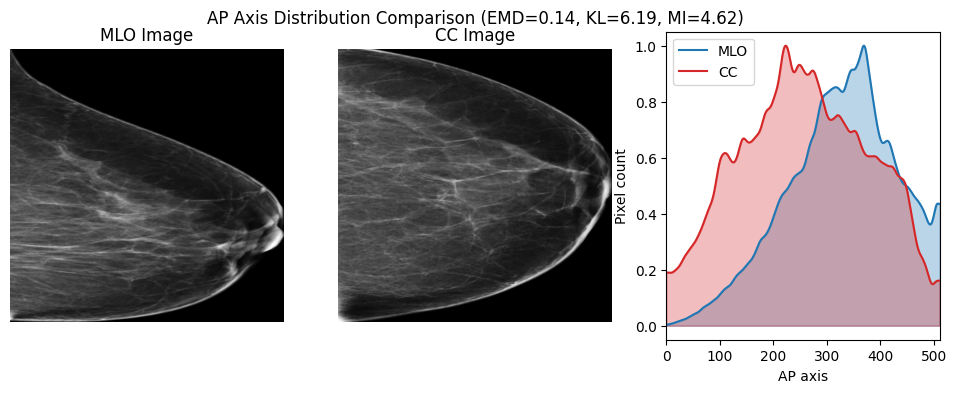 AP Axis Distribution Comparison (EMD=0.14, KL=6.19, MI=4.62)
MLO Image
CC Image
MLO
CC
1.0
0.8
0.6
0.4
0.2
0.0
Pixel count
0
100
200
300
400
500
AP axis